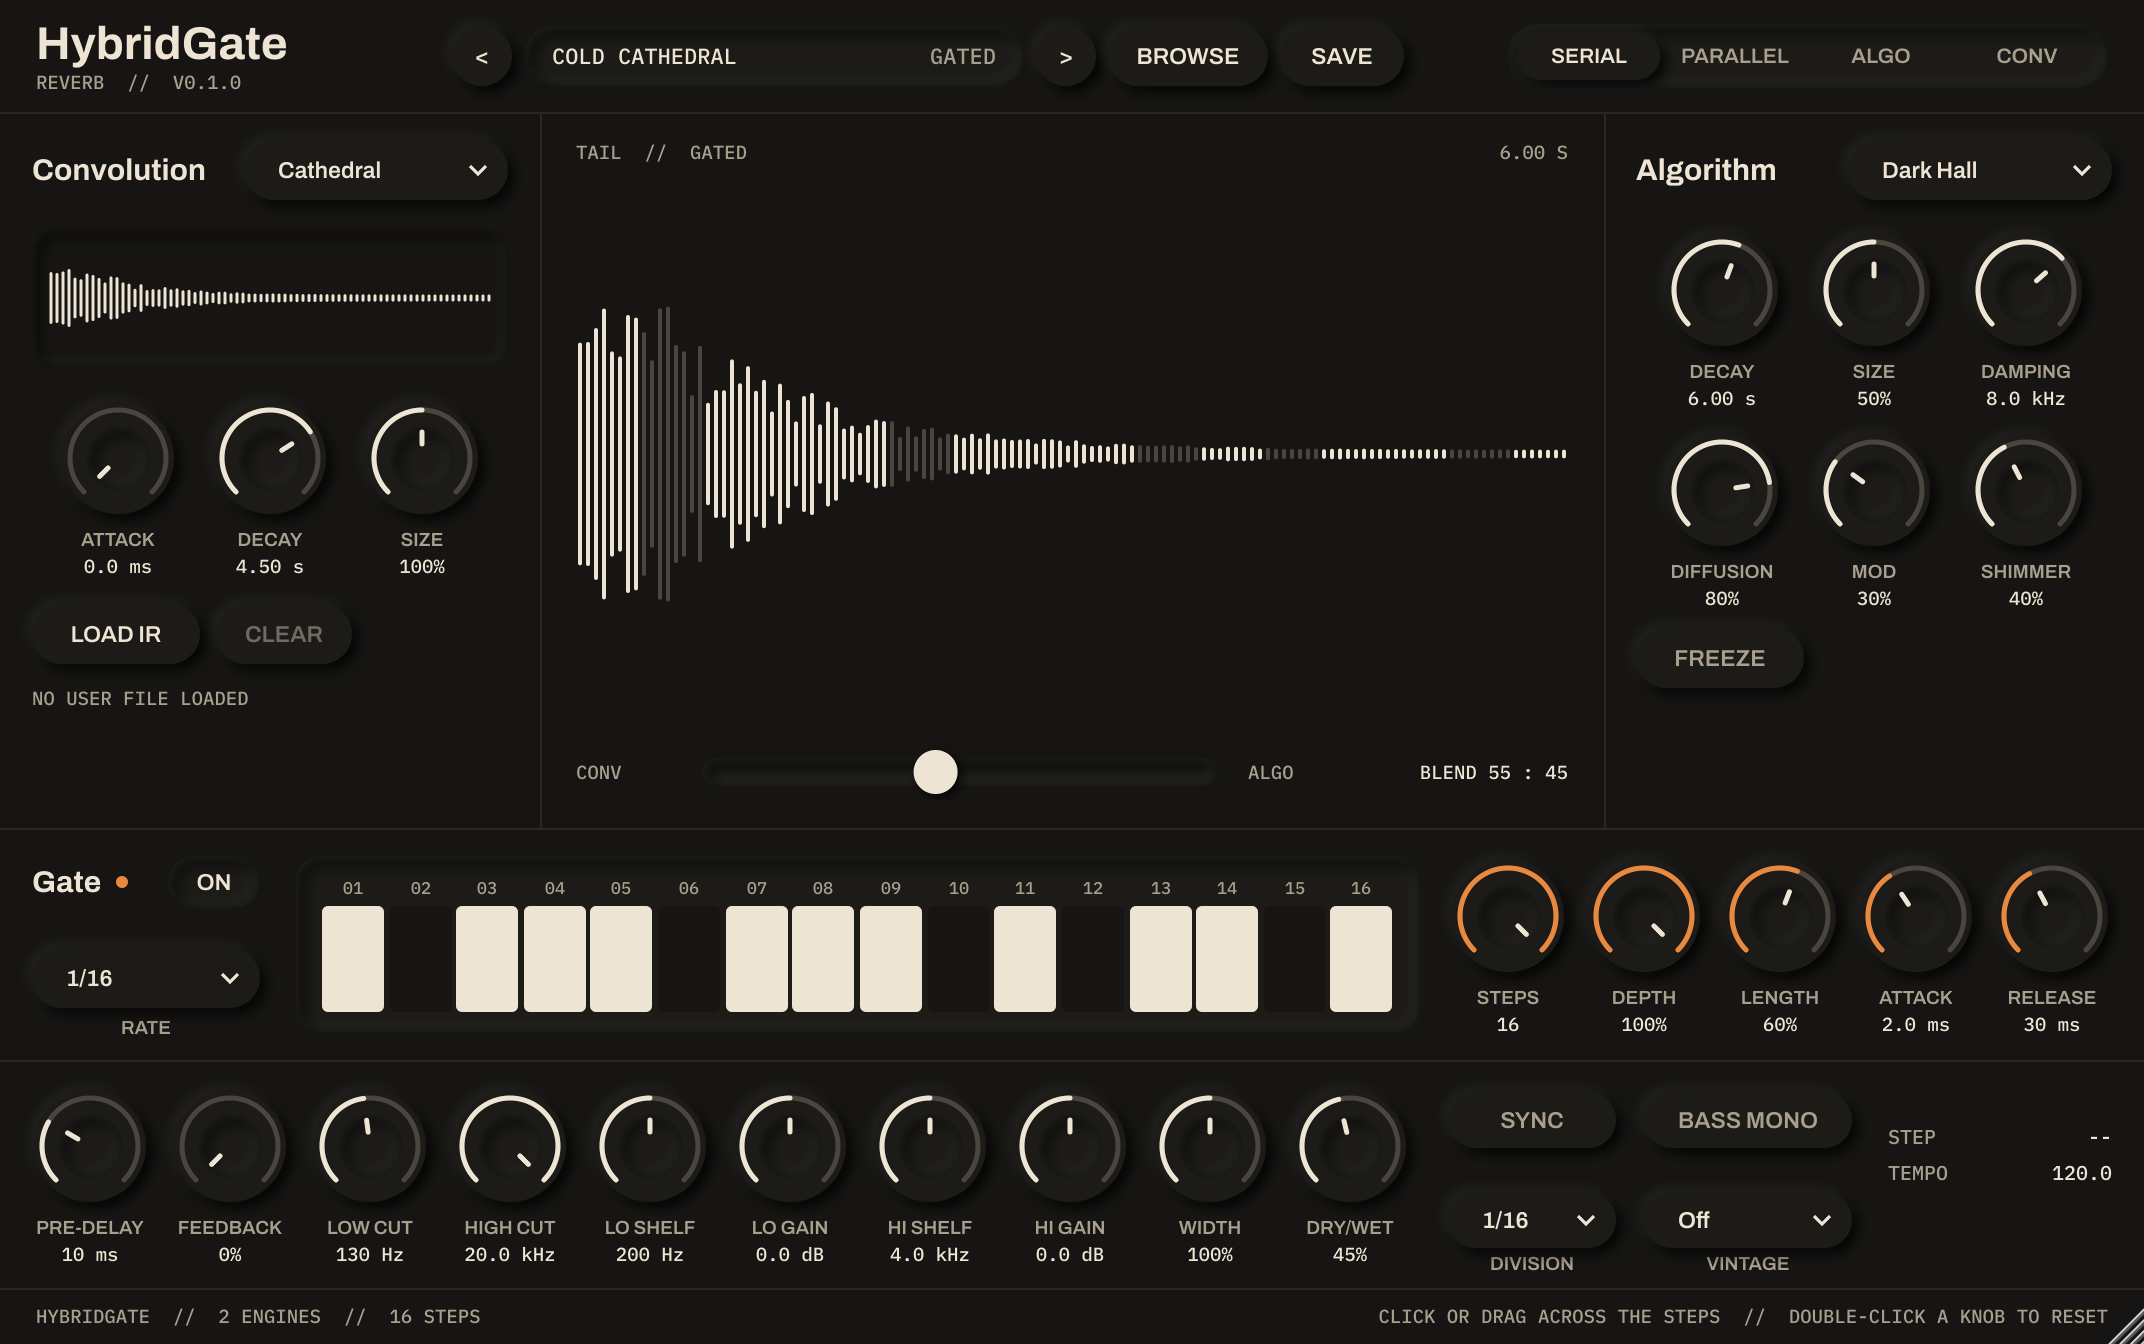 HybridGate
REVERB // V0.1.0
<
COLD CATHEDRAL GATED
>
BROWSE
SAVE
SERIAL PARALLEL ALGO CONV
Convolution
Cathedral
ATTACK DECAY SIZE
0.0 ms 4.50 s 100%
LOAD IR CLEAR
NO USER FILE LOADED
TAIL // GATED 6.00 S
CONV ALGO BLEND 55 : 45
Algorithm
Dark Hall
DECAY SIZE DAMPING
6.00 s 50% 8.0 kHz
DIFFUSION MOD SHIMMER
80% 30% 40%
FREEZE
Gate ON
1/16
RATE
01 02 03 04 05 06 07 08 09 10 11 12 13 14 15 16
STEPS DEPTH LENGTH ATTACK RELEASE
16 100% 60% 2.0 ms 30 ms
PRE-DELAY FEEDBACK LOW CUT HIGH CUT LO SHELF LO GAIN HI SHELF HI GAIN WIDTH DRY/WET
10 ms 0% 130 Hz 20.0 kHz 200 Hz 0.0 dB 4.0 kHz 0.0 dB 100% 45%
SYNC BASS MONO
1/16 Off
DIVISION VINTAGE
STEP --
TEMPO 120.0
HYBRIDGATE // 2 ENGINES // 16 STEPS
CLICK OR DRAG ACROSS THE STEPS // DOUBLE-CLICK A KNOB TO RESET